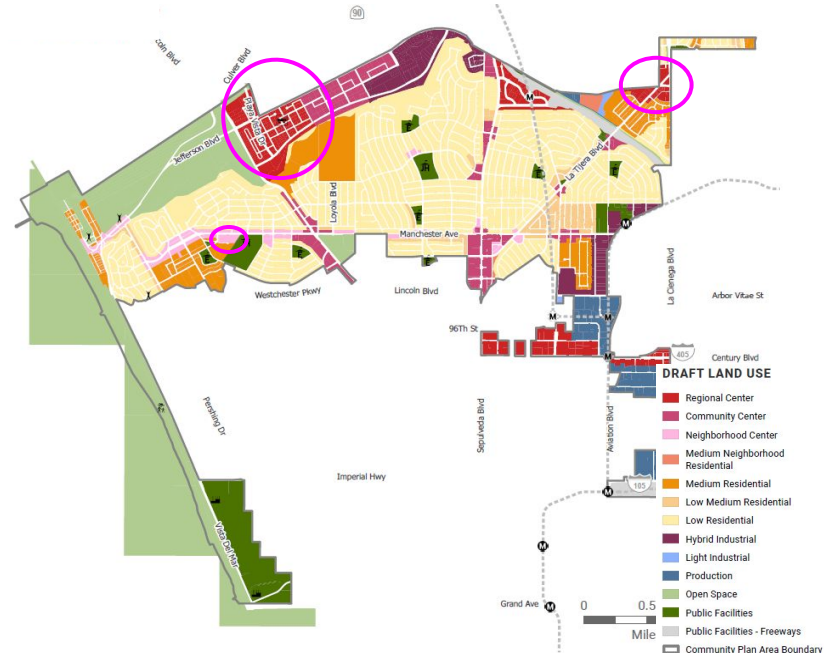 90
coln Blvd
Culver Blvd
Playa Vista Dr
Jefferson Blvd
M
La Tijera Blvd
E
JH
E
E
Loyola Blvd
E
M
Manchester Ave
E
E
E
La Cienega Blvd
Westchester Pkwy
Lincoln Blvd
Arbor Vitae St
M
M
96Th St
405
M
Century Blvd
DRAFT LAND USE
Regional Center
Pershing Dr
Sepulveda Blvd
Aviation Blvd
Community Center
Neighborhood Center
Medium Neighborhood
Residential
Imperial Hwy
105
M
Medium Residential
Low Medium Residential
Low Residential
Vista Del Mar
M
Hybrid Industrial
Light Industrial
Production
Open Space
Grand Ave
M
0 0.5
Mile
Public Facilities
Public Facilities - Freeways
Community Plan Area Boundary